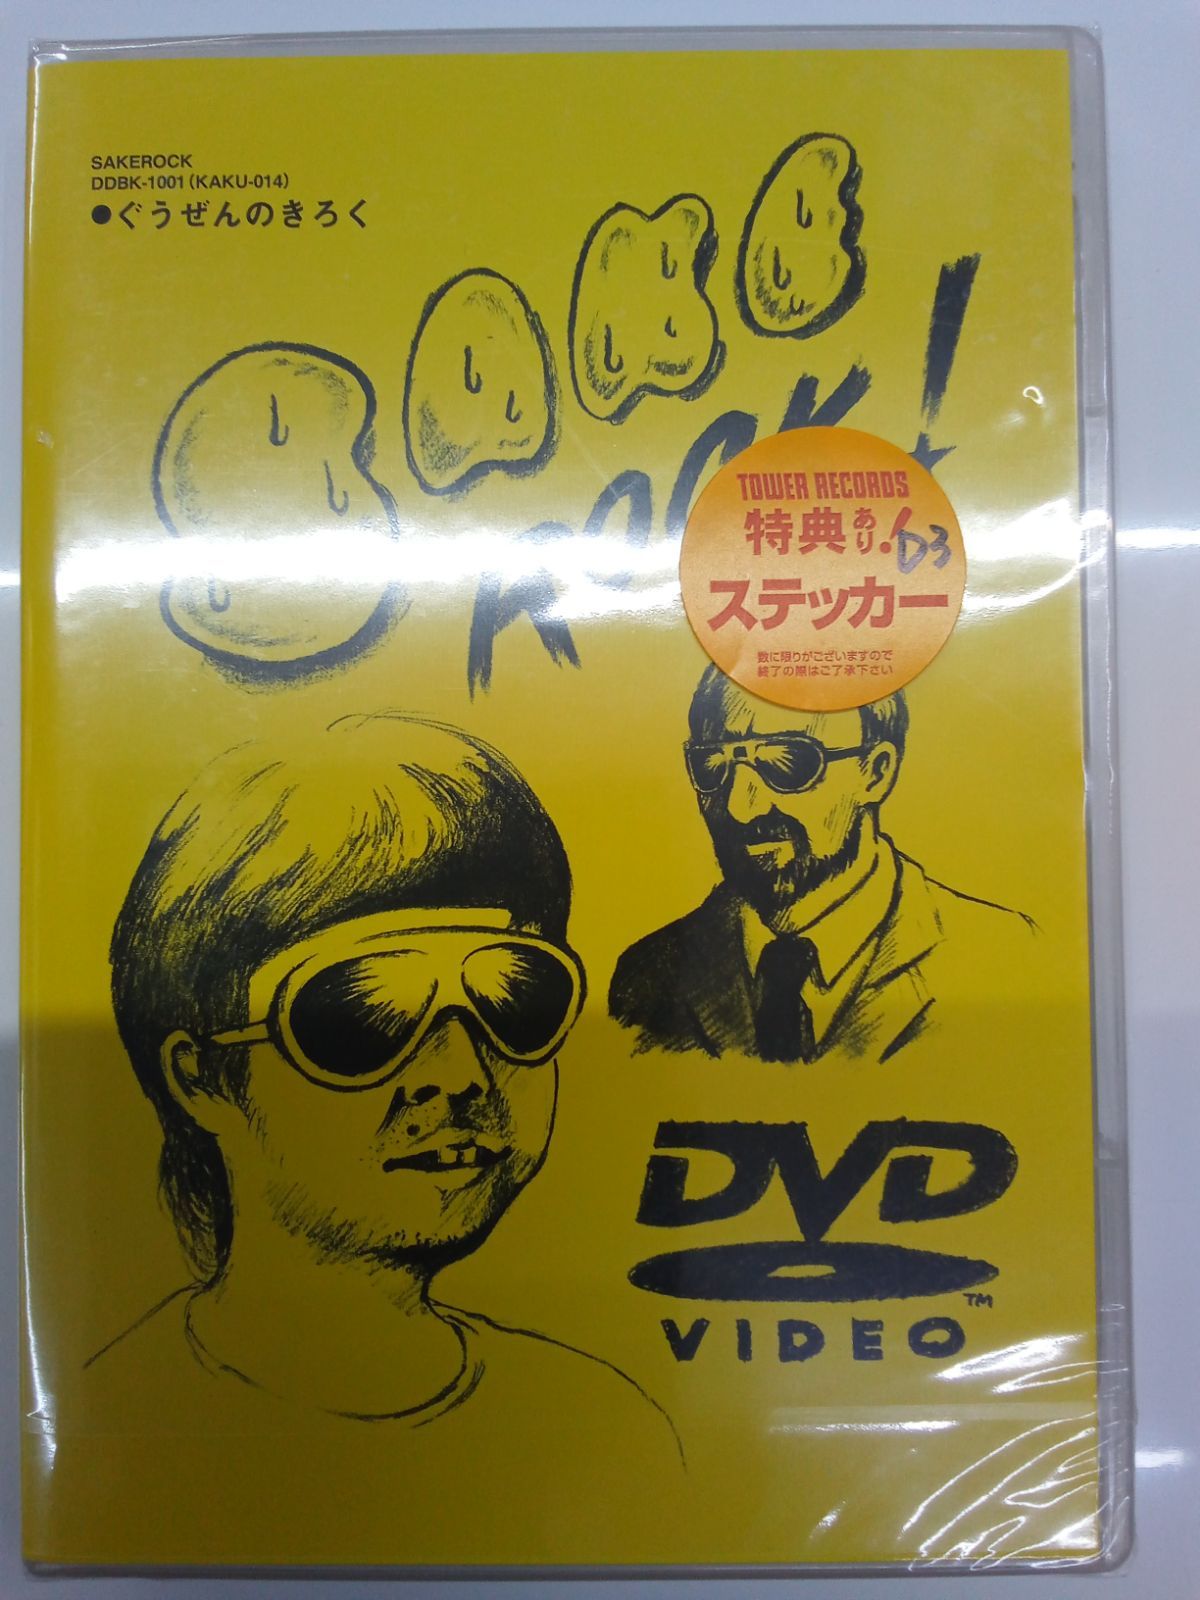 SAKEROCK
DDBK-1001(KAKU-014)
●ぐうぜんのきろく
SAKE
ROCK!
TOWER RECORDS
特典あり!
ステッカー
数に限りがございますので
終了の際はご了承下さい
DVD
TM
VIDEO